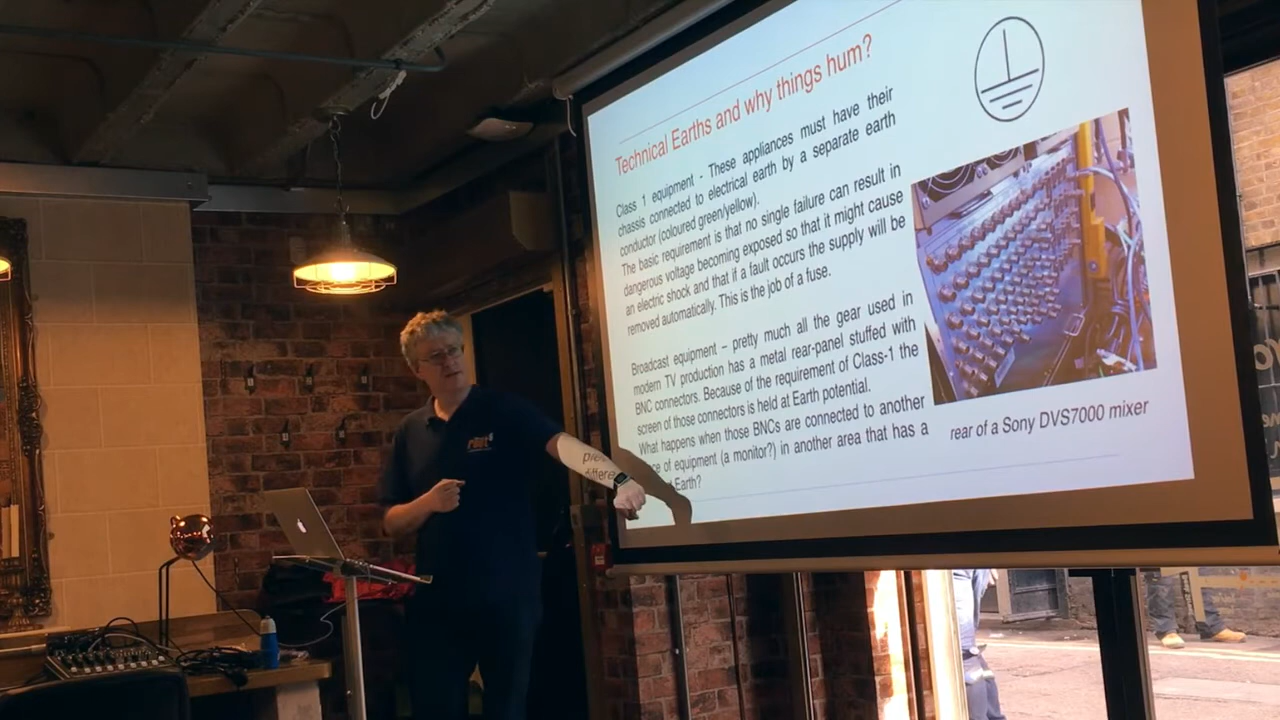 Technical Earths and why things hum?
Class 1 equipment - These appliances must have their
chassis connected to electrical earth by a separate earth
conductor (coloured green/yellow).
The basic requirement is that no single failure can result in
dangerous voltage becoming exposed so that it might cause
an electric shock and that if a fault occurs the supply will be
removed automatically. This is the job of a fuse.
Broadcast equipment – pretty much all the gear used in
modern TV production has a metal rear-panel stuffed with
BNC connectors. Because of the requirement of Class-1 the
screen of those connectors is held at Earth potential.
What happens when those BNCs are connected to another
of equipment (a monitor?) in another area that has a
Earth?
rear of a Sony DVS7000 mixer